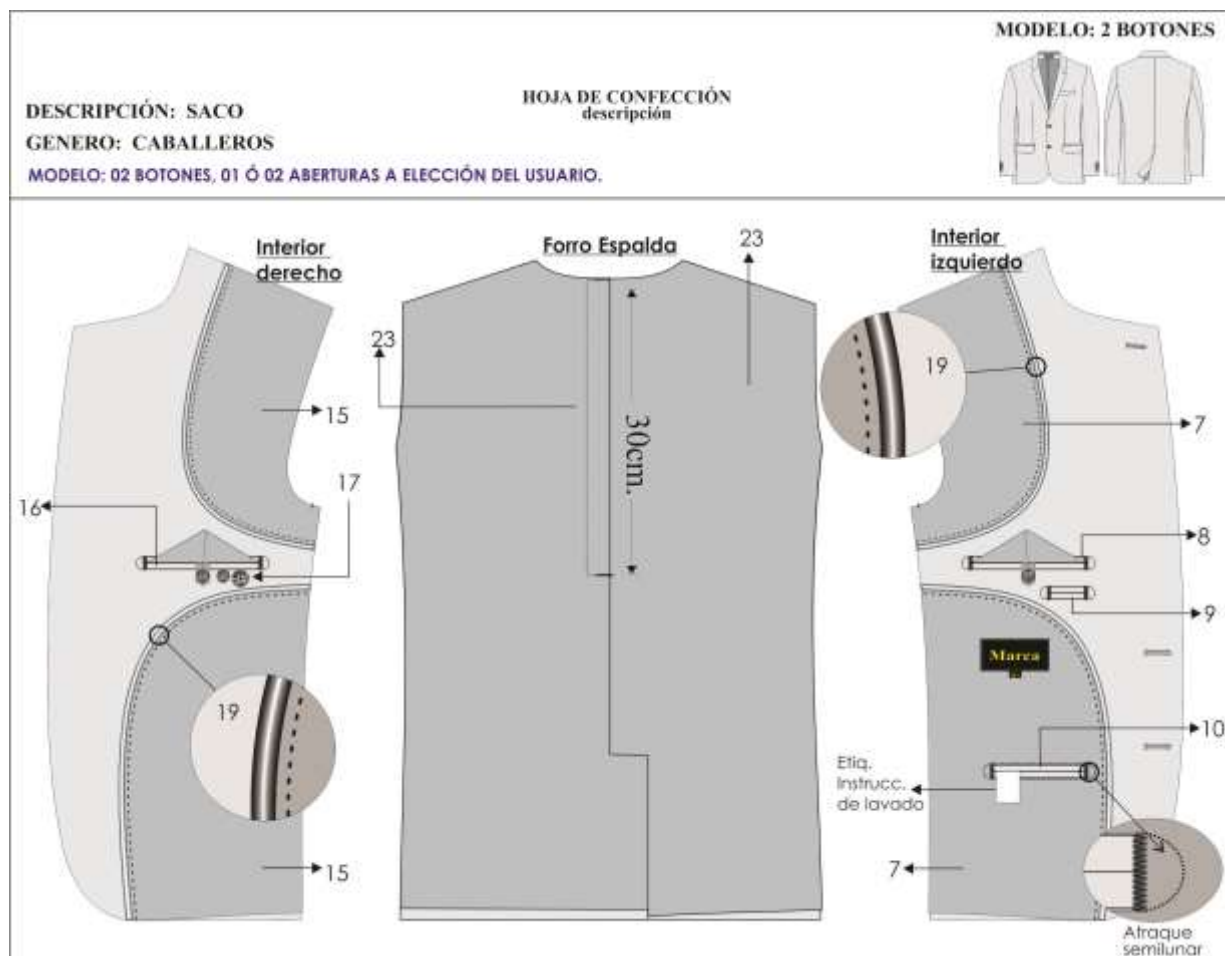 MODELO: 2 BOTONES
HOJA DE CONFECCIÓN
descripción
DESCRIPCIÓN: SACO
GENERO: CABALLEROS
MODELO: 02 BOTONES, 01 Ó 02 ABERTURAS A ELECCIÓN DEL USUARIO.
Interior
derecho
15
16
17
19
15
Forro Espalda
23
23
30cm.
Interior
izquierdo
19
7
8
9
Marca
10
Etiq.
Instrucc.
de lavado
7
Atraque
semilunar